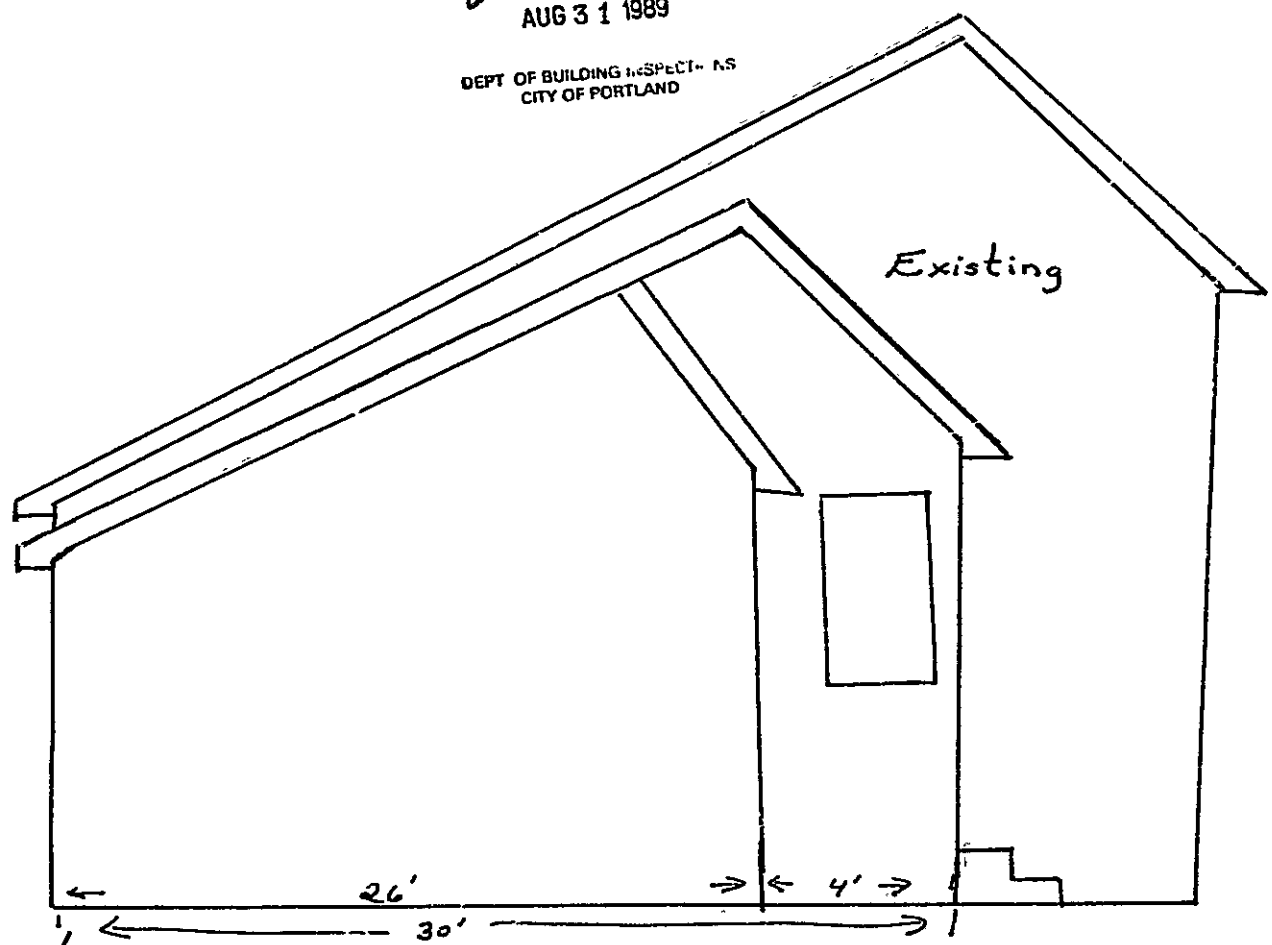 AUG 3 1 1989
DEPT OF BUILDING
CITY OF PORTLAND
Existing
26'
4'
30'